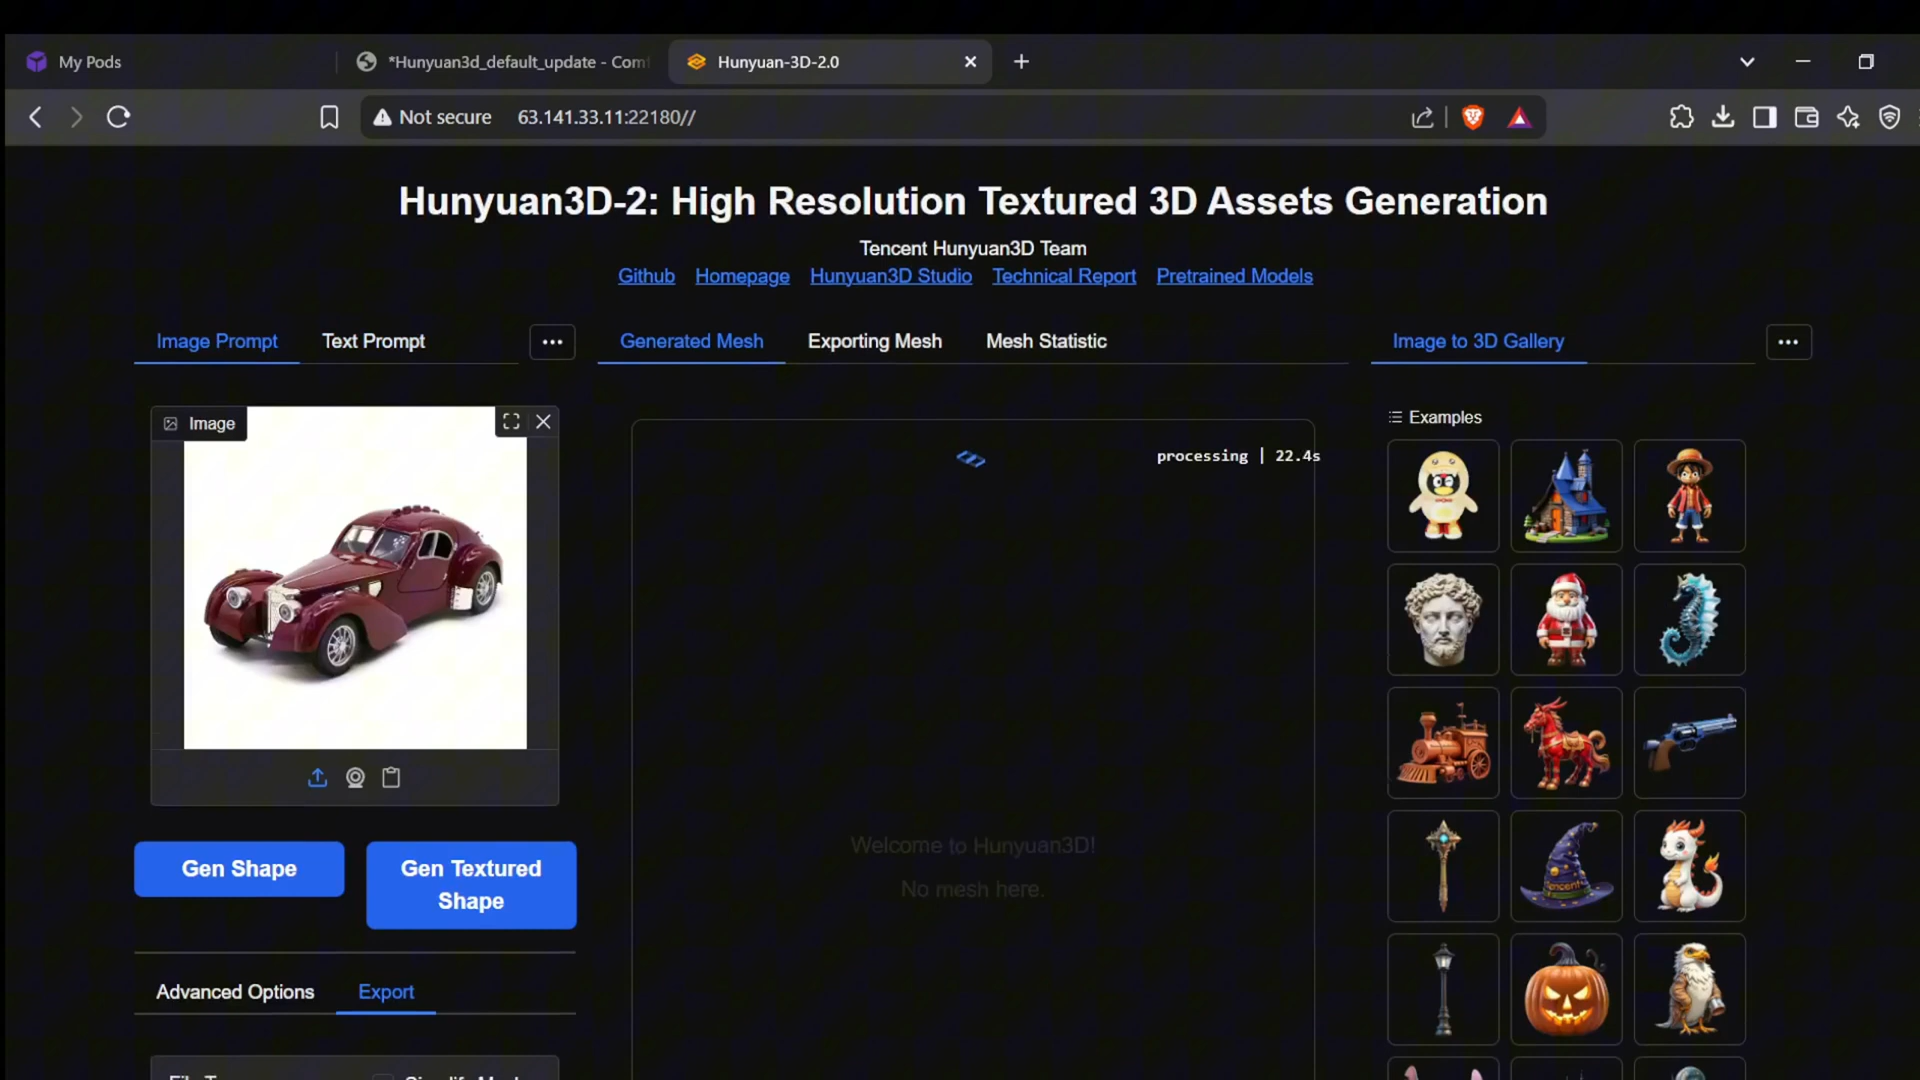 My Pods
*Hunyuan3d_default_update - Com
Hunyuan-3D-2.0
Not secure
63.141.33.11:22180//
Hunyuan3D-2: High Resolution Textured 3D Assets Generation
Tencent Hunyuan3D Team
Github Homepage Hunyuan3D Studio Technical Report Pretrained Models
Image Prompt Text Prompt
Generated Mesh Exporting Mesh Mesh Statistic
Image to 3D Gallery
Image
processing | 22.4s
Examples
Welcome to Hunyuan3D!
No mesh here.
Gen Shape
Gen Textured
Shape
Tencent
Advanced Options Export